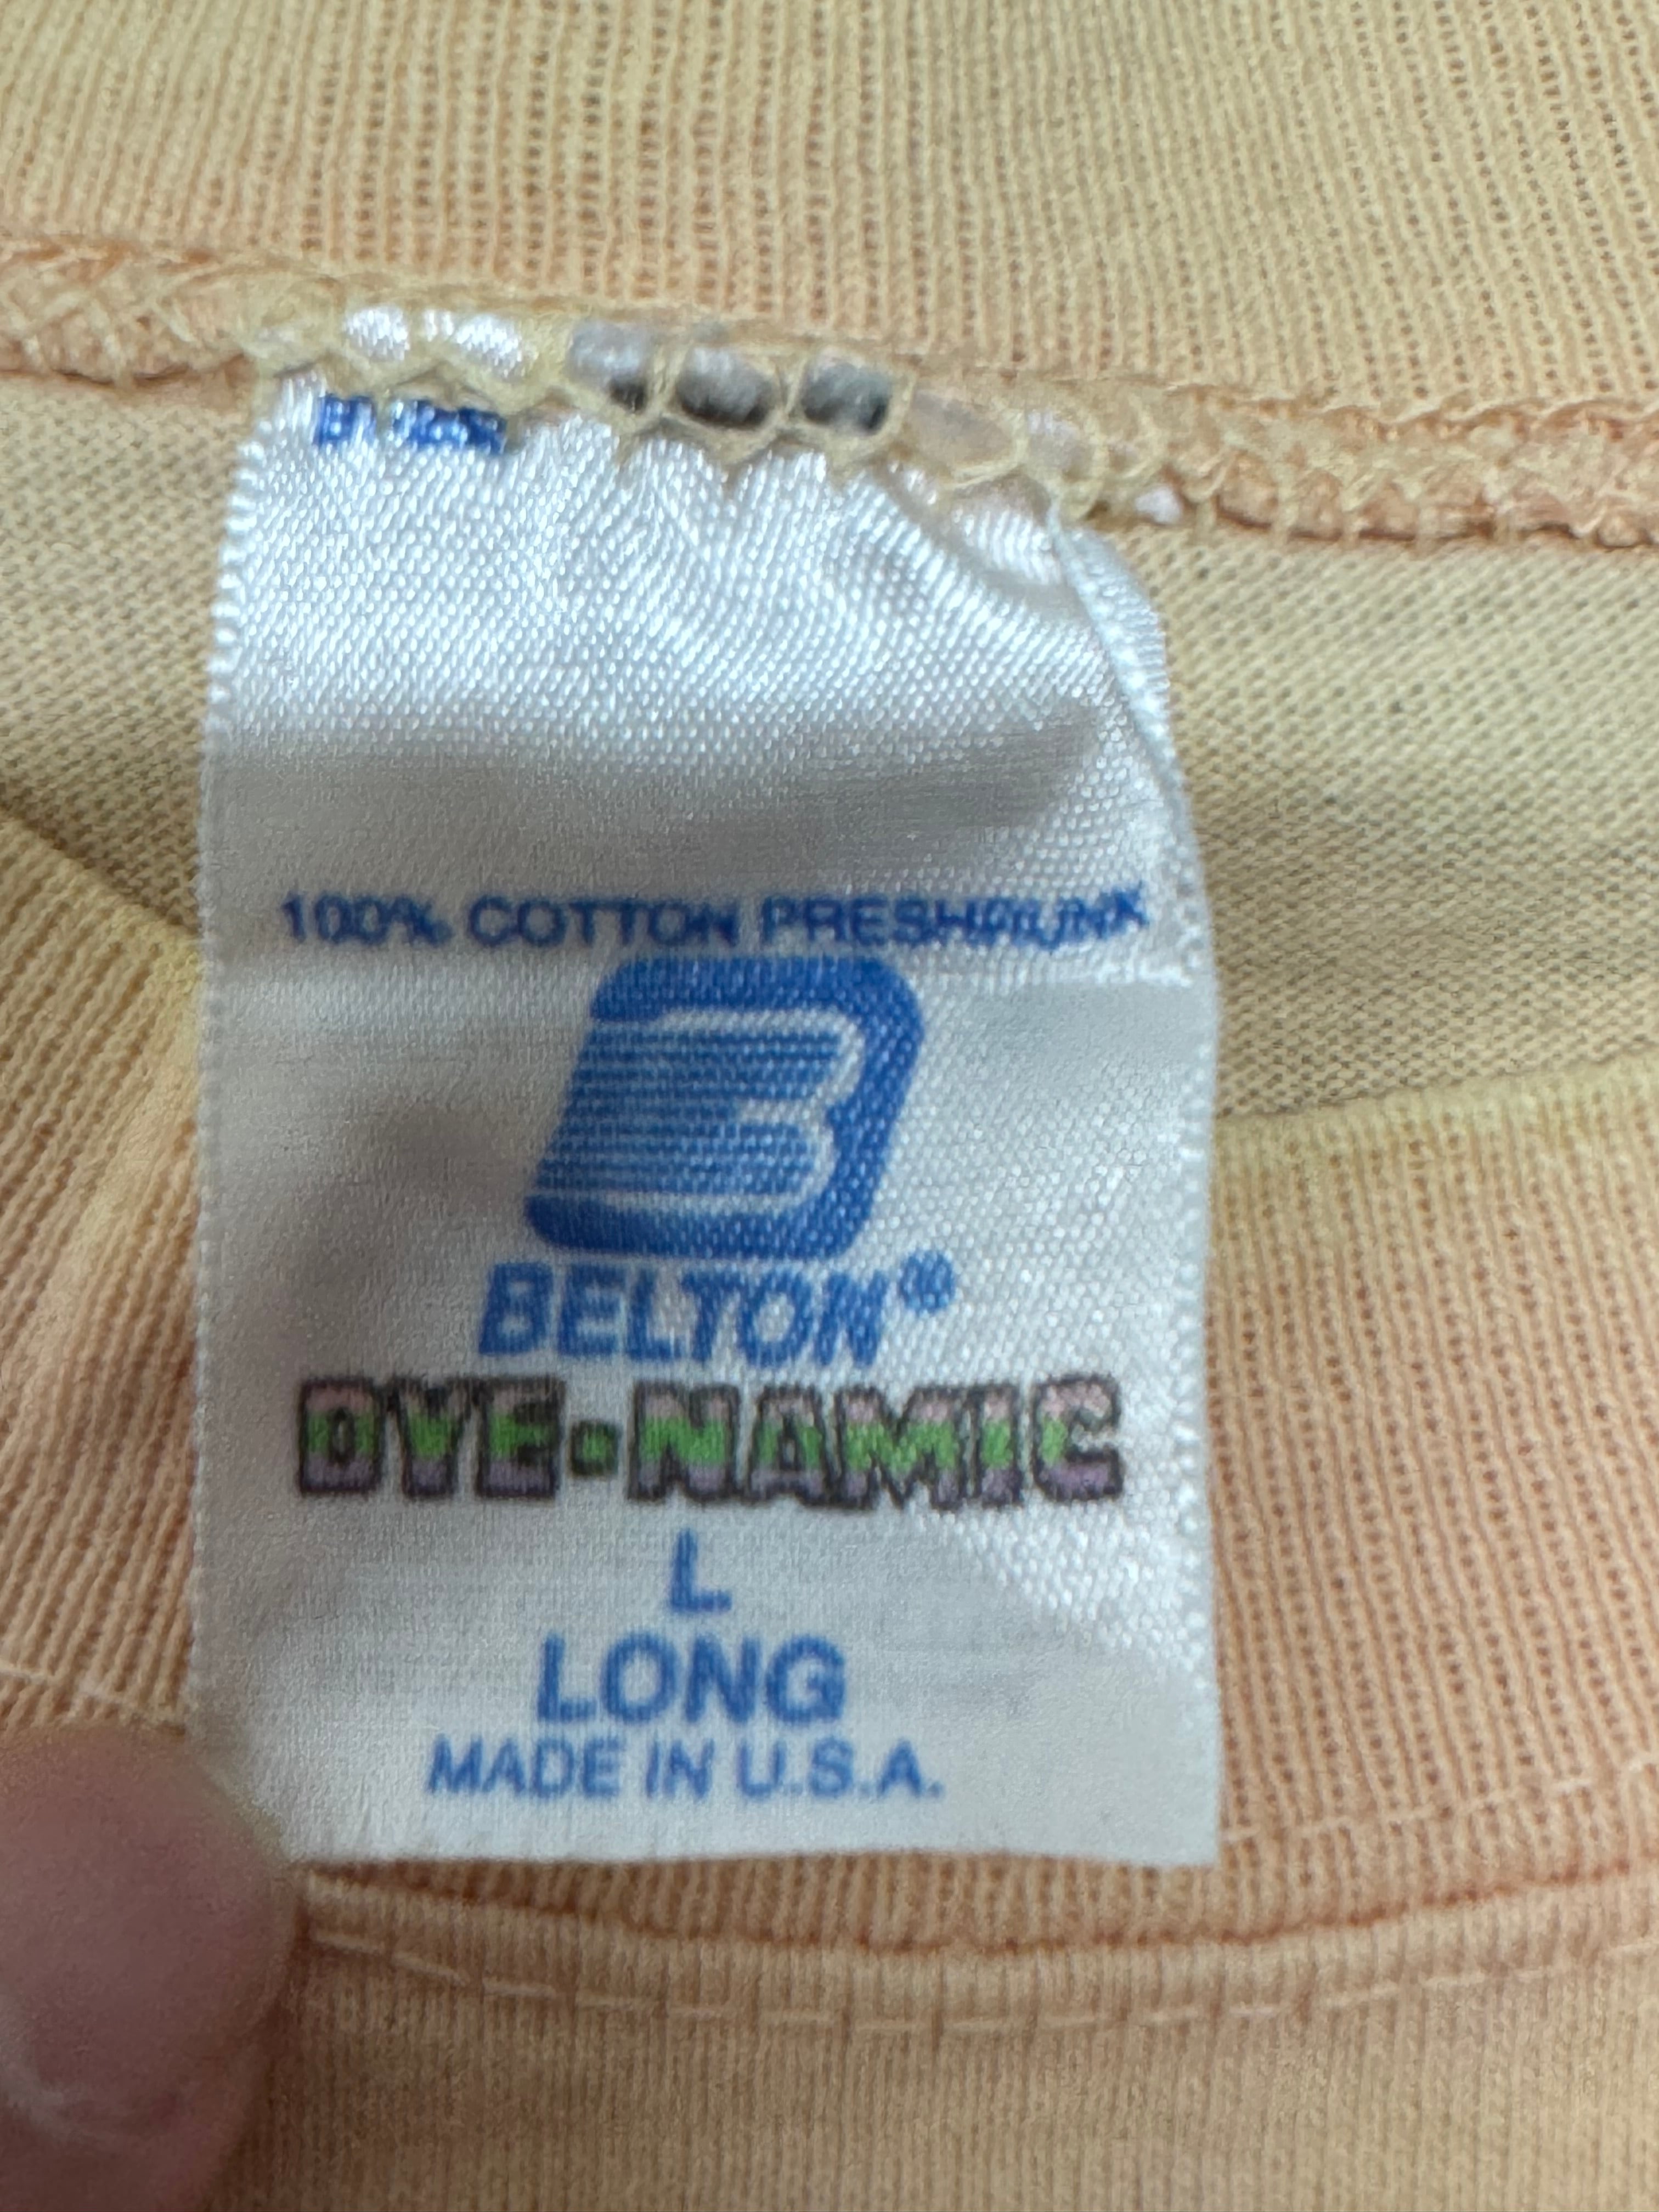 100% COTTON PRESHRUNK
B
BELTON®
DYE·NAMIC
L
LONG
MADE IN U.S.A.